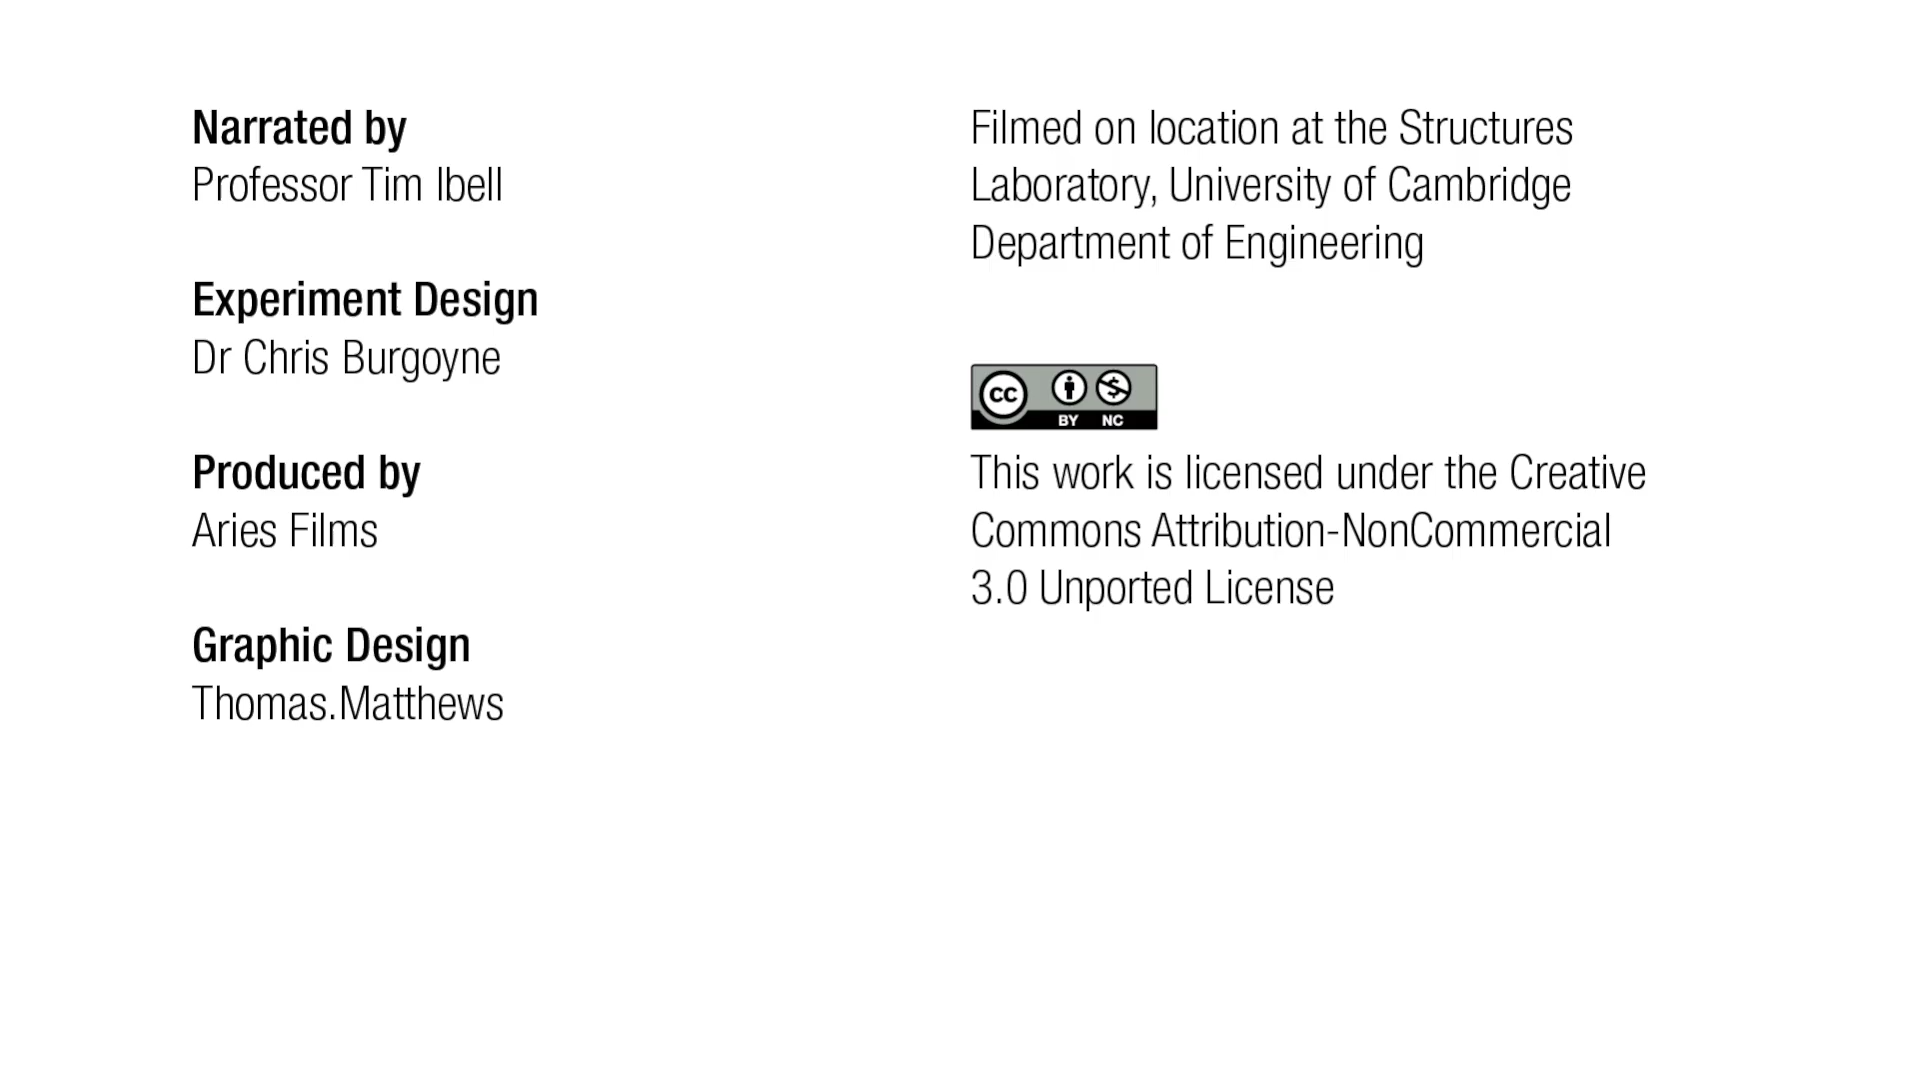 Narrated by
Professor Tim Ibell
Experiment Design
Dr Chris Burgoyne
Produced by
Aries Films
Graphic Design
Thomas.Matthews
Filmed on location at the Structures
Laboratory, University of Cambridge
Department of Engineering
cc
BY NC
This work is licensed under the Creative
Commons Attribution-NonCommercial
3.0 Unported License